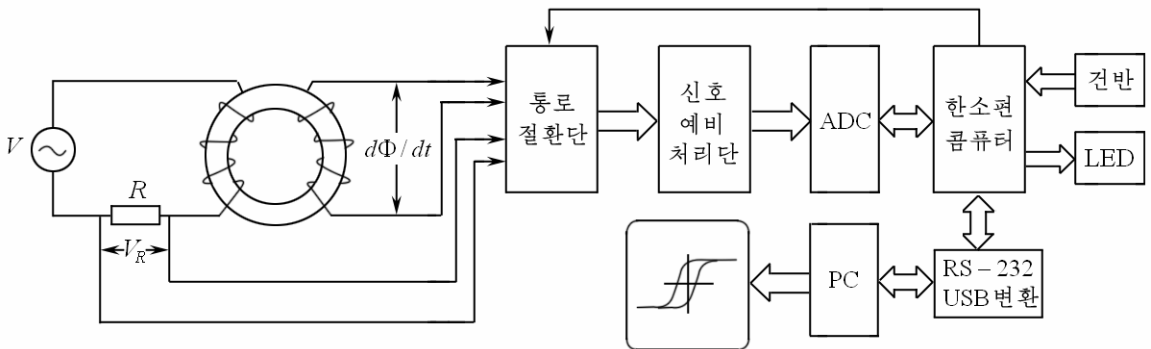 V
R
V_R
dΦ / dt
통로
절환단
신호
예비
처리단
ADC
한소편
콤퓨터
건반
LED
PC
RS – 232
USB변환